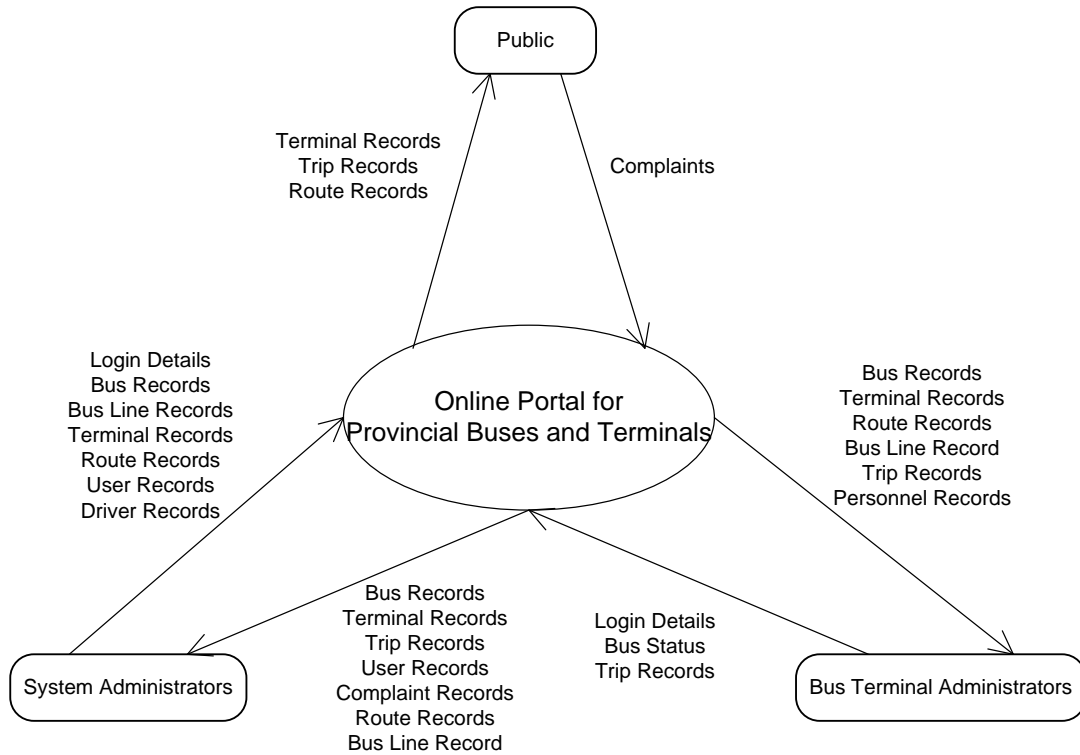 Public
Terminal Records
Trip Records
Route Records
Complaints
Login Details
Bus Records
Bus Line Records
Terminal Records
Route Records
User Records
Driver Records
Online Portal for
Provincial Buses and Terminals
Bus Records
Terminal Records
Route Records
Bus Line Record
Trip Records
Personnel Records
Bus Records
Terminal Records
Trip Records
User Records
Complaint Records
Route Records
Bus Line Record
Login Details
Bus Status
Trip Records
System Administrators
Bus Terminal Administrators